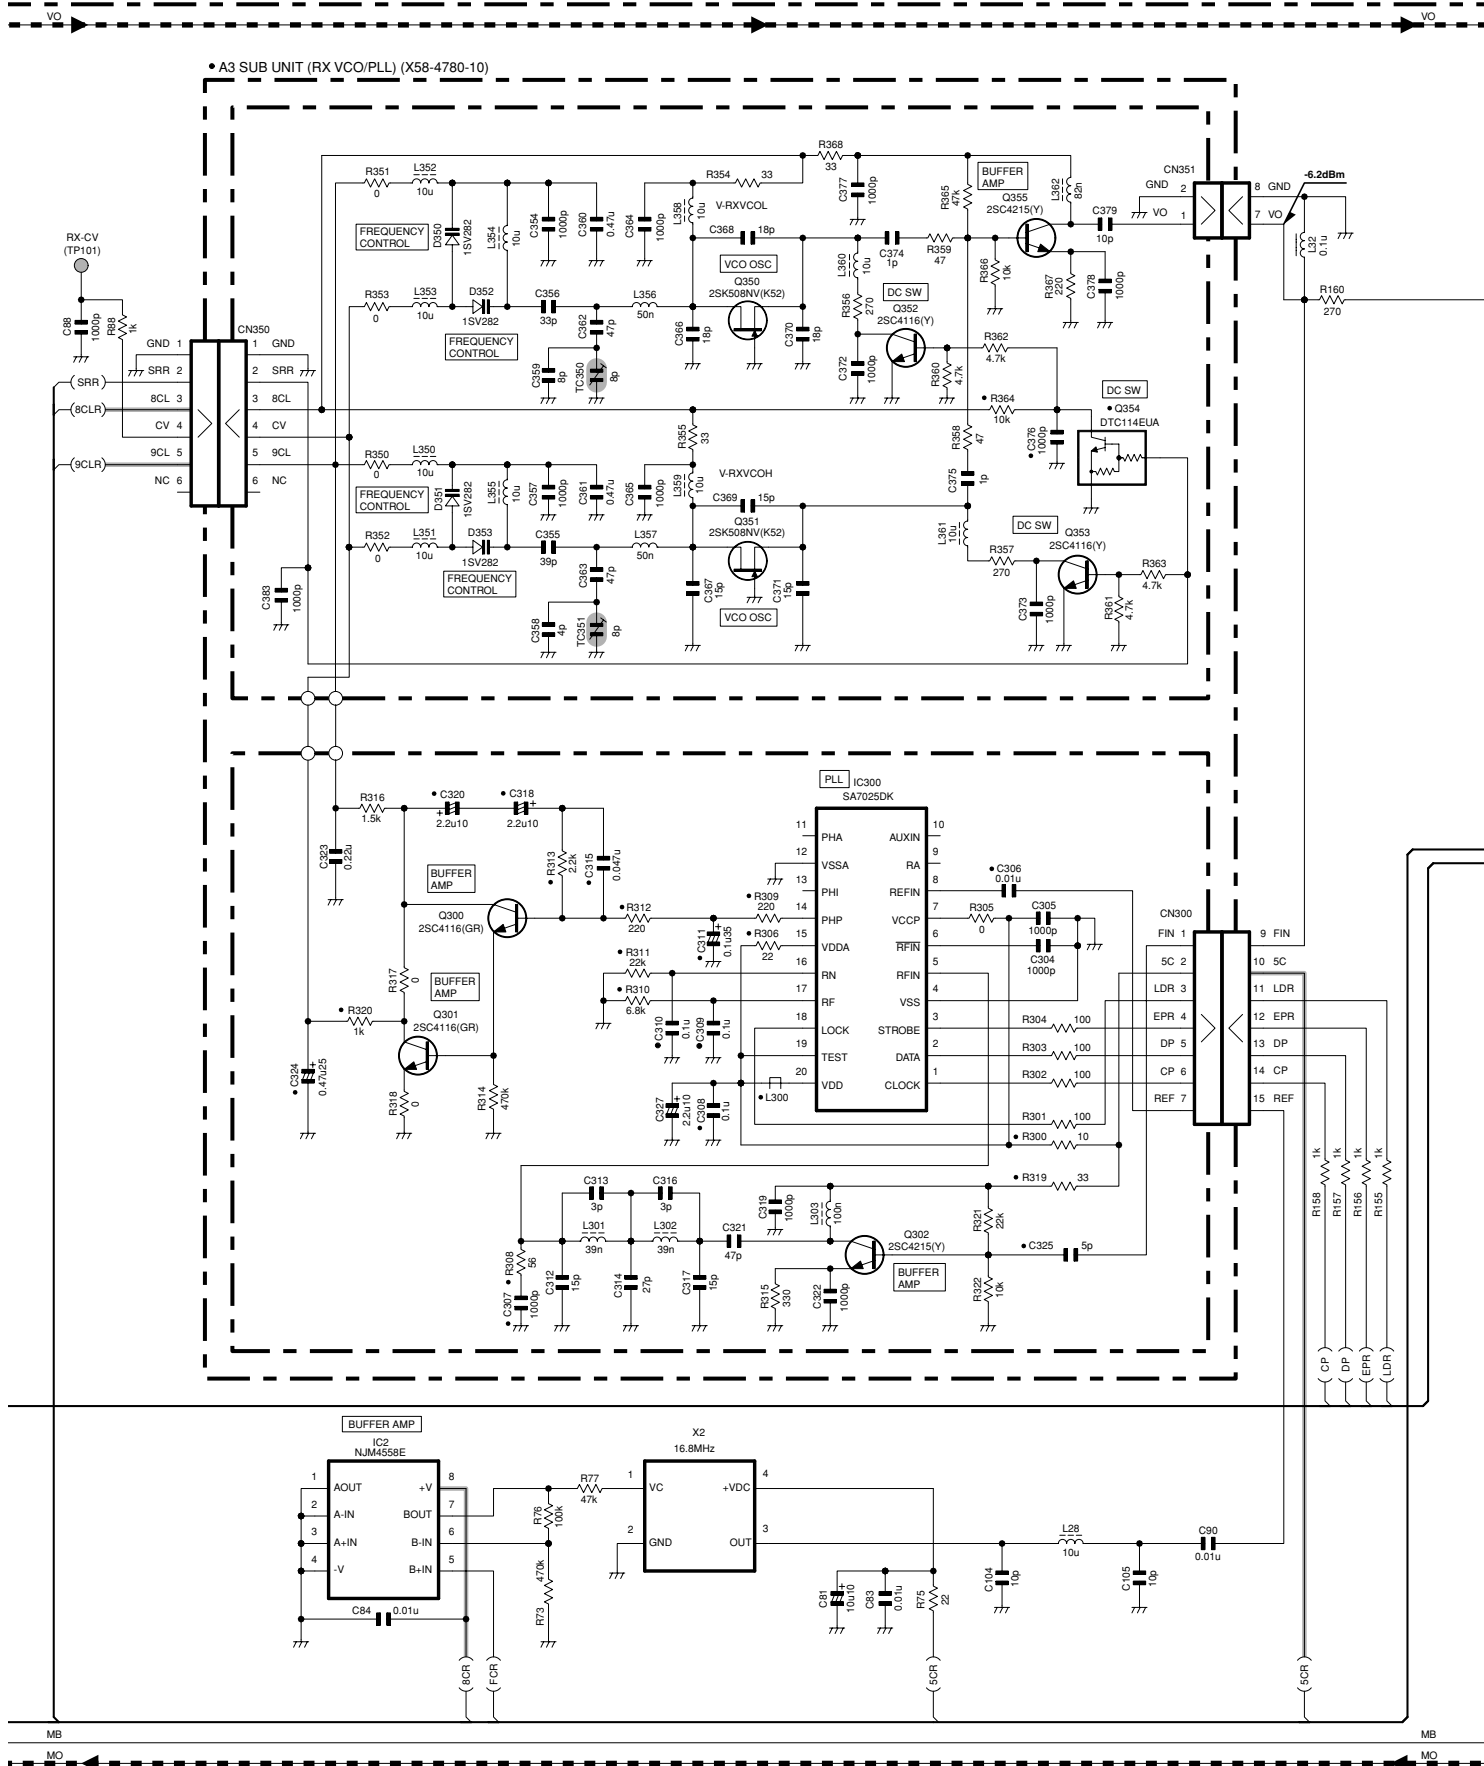 VO
VO
• A3 SUB UNIT (RX VCO/PLL) (X58-4780-10)
R351
0
L352
10u
FREQUENCY
CONTROL
D350
1SV282
L354
10u
C354
1000p
C360
0.47u
C364
1000p
L358
10u
R354
33
V-RXVCOL
C368
18p
R368
33
C377
1000p
R365
47k
BUFFER
AMP
Q355
2SC4215(Y)
L362
82n
C379
10p
CN351
GND 2
VO 1
8 GND
7 VO
-6.2dBm
L32
0.1u
R160
270
RX-CV
(TP101)
C88
1000p
R88
1k
CN350
R353
0
L353
10u
D352
1SV282
FREQUENCY
CONTROL
C356
33p
C362
47p
C359
8p
TC350
8p
L356
50n
VCO OSC
Q350
2SK508NV(K52)
C366
18p
C370
18p
L360
10u
R356
270
C372
1000p
C374
1p
R359
47
R366
10k
R367
220
C378
1000p
DC SW
Q352
2SC4116(Y)
R360
4.7k
R362
4.7k
GND 1
SRR 2
8CL 3
CV 4
9CL 5
NC 6
1 GND
2 SRR
3 8CL
4 CV
5 9CL
6 NC
(SRR)
(8CLR)
(9CLR)
• R364
10k
R358
47
• C376
1000p
DC SW
• Q354
DTC114EUA
R355
33
L359
10u
V-RXVCOH
C369
15p
C375
1p
R350
0
L350
10u
FREQUENCY
CONTROL
D351
1SV282
L355
10u
C357
1000p
C361
0.47u
C365
1000p
R352
0
L351
10u
D353
1SV282
FREQUENCY
CONTROL
C355
39p
C363
47p
C358
4p
TC351
8p
L357
50n
Q351
2SK508NV(K52)
VCO OSC
C367
15p
C371
15p
L361
10u
R357
270
C373
1000p
DC SW
Q353
2SC4116(Y)
R361
4.7k
R363
4.7k
C383
1000p
R316
1.5k
C323
0.22u
• C320
2.2u10
• C318
2.2u10
• R313
2.2k
• C315
0.047u
BUFFER
AMP
Q300
2SC4116(GR)
R317
0
BUFFER
AMP
Q301
2SC4116(GR)
• R320
1k
• C324
0.47u25
R318
0
R314
470k
• R312
220
• C311
0.1u35
• R309
220
• R306
22
• R311
22k
• R310
6.8k
• C310
0.1u
• C309
0.1u
C327
2.2u10
• C308
0.1u
• L300
PLL
IC300
SA7025DK
11 PHA
12 VSSA
13 PHI
14 PHP
15 VDDA
16 RN
17 RF
18 LOCK
19 TEST
20 VDD
AUXIN 10
RA 9
REFIN 8
VCCP 7
RFIN 6
RFIN 5
VSS 4
STROBE 3
DATA 2
CLOCK 1
• C306
0.01u
R305
0
C305
1000p
C304
1000p
R304 100
R303 100
R302 100
R301 100
• R300 10
• R319 33
CN300
FIN 1
5C 2
LDR 3
EPR 4
DP 5
CP 6
REF 7
9 FIN
10 5C
11 LDR
12 EPR
13 DP
14 CP
15 REF
R158 1k
R157 1k
R156 1k
R155 1k
C313
3p
C316
3p
L301
39n
L302
39n
• R308
56
• C307
1000p
C312
15p
C314
27p
C317
15p
C321
47p
C319
1000p
L303
100n
R315
330
C322
1000p
Q302
2SC4215(Y)
BUFFER
AMP
R321
22k
R322
10k
• C325
5p
(CP)
(DP)
(EPR)
(LDR)
BUFFER AMP
IC2
NJM4558E
1 AOUT
2 A-IN
3 A+IN
4 -V
+V 8
BOUT 7
B-IN 6
B+IN 5
C84
0.01u
R76
100k
R73
470k
R77
47k
X2
16.8MHz
1 VC
2 GND
+VDC 4
OUT 3
C81
10u10
C83
0.01u
R75
22
C104
10p
L28
10u
C105
10p
C90
0.01u
(8CR)
(FCR)
(5CR)
(5CR)
MB
MB
MO
MO